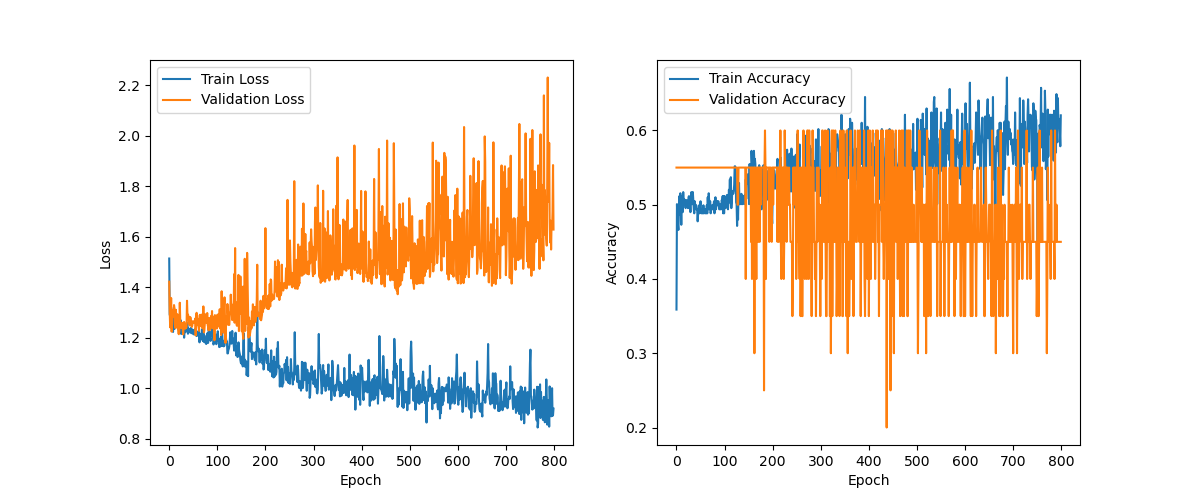 Train Loss
Validation Loss
2.2
2.0
1.8
1.6
1.4
1.2
1.0
0.8
Loss
0 100 200 300 400 500 600 700 800
Epoch
Train Accuracy
Validation Accuracy
0.6
0.5
0.4
0.3
0.2
Accuracy
0 100 200 300 400 500 600 700 800
Epoch